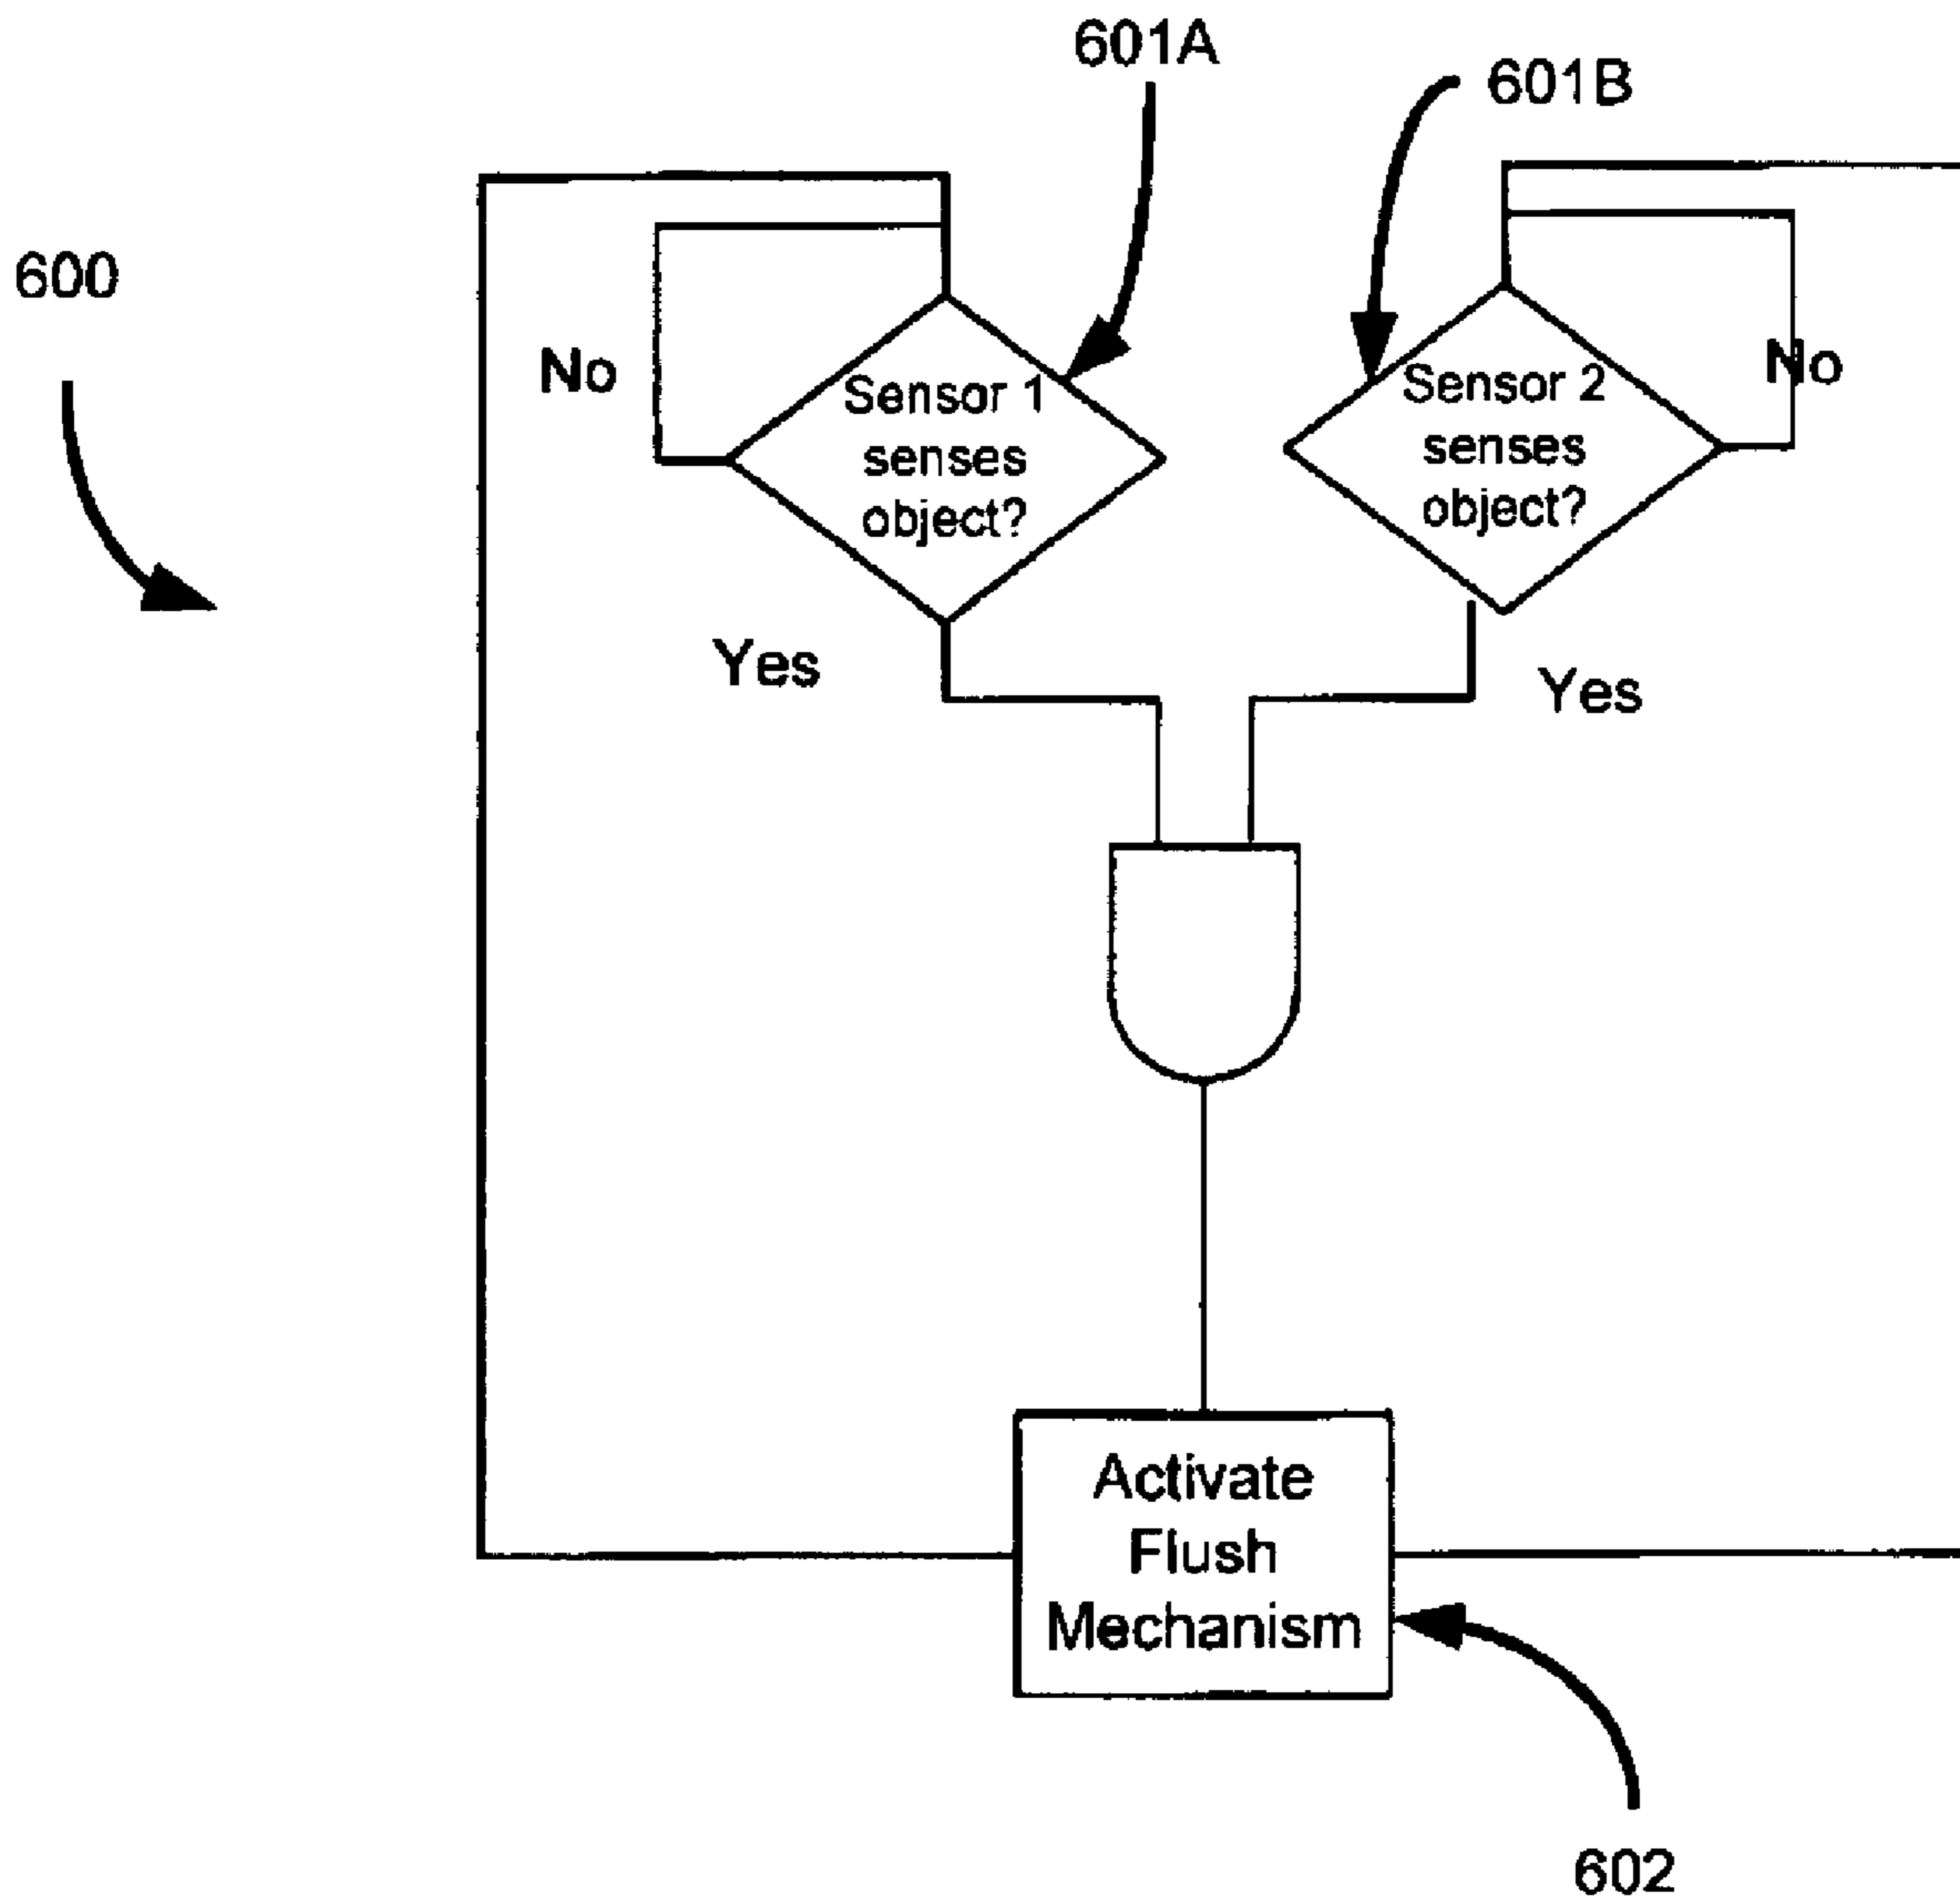 601A
601B
600
No
Sensor 1
senses
object?
Sensor 2
senses
object?
No
Yes
Yes
Activate
Flush
Mechanism
602